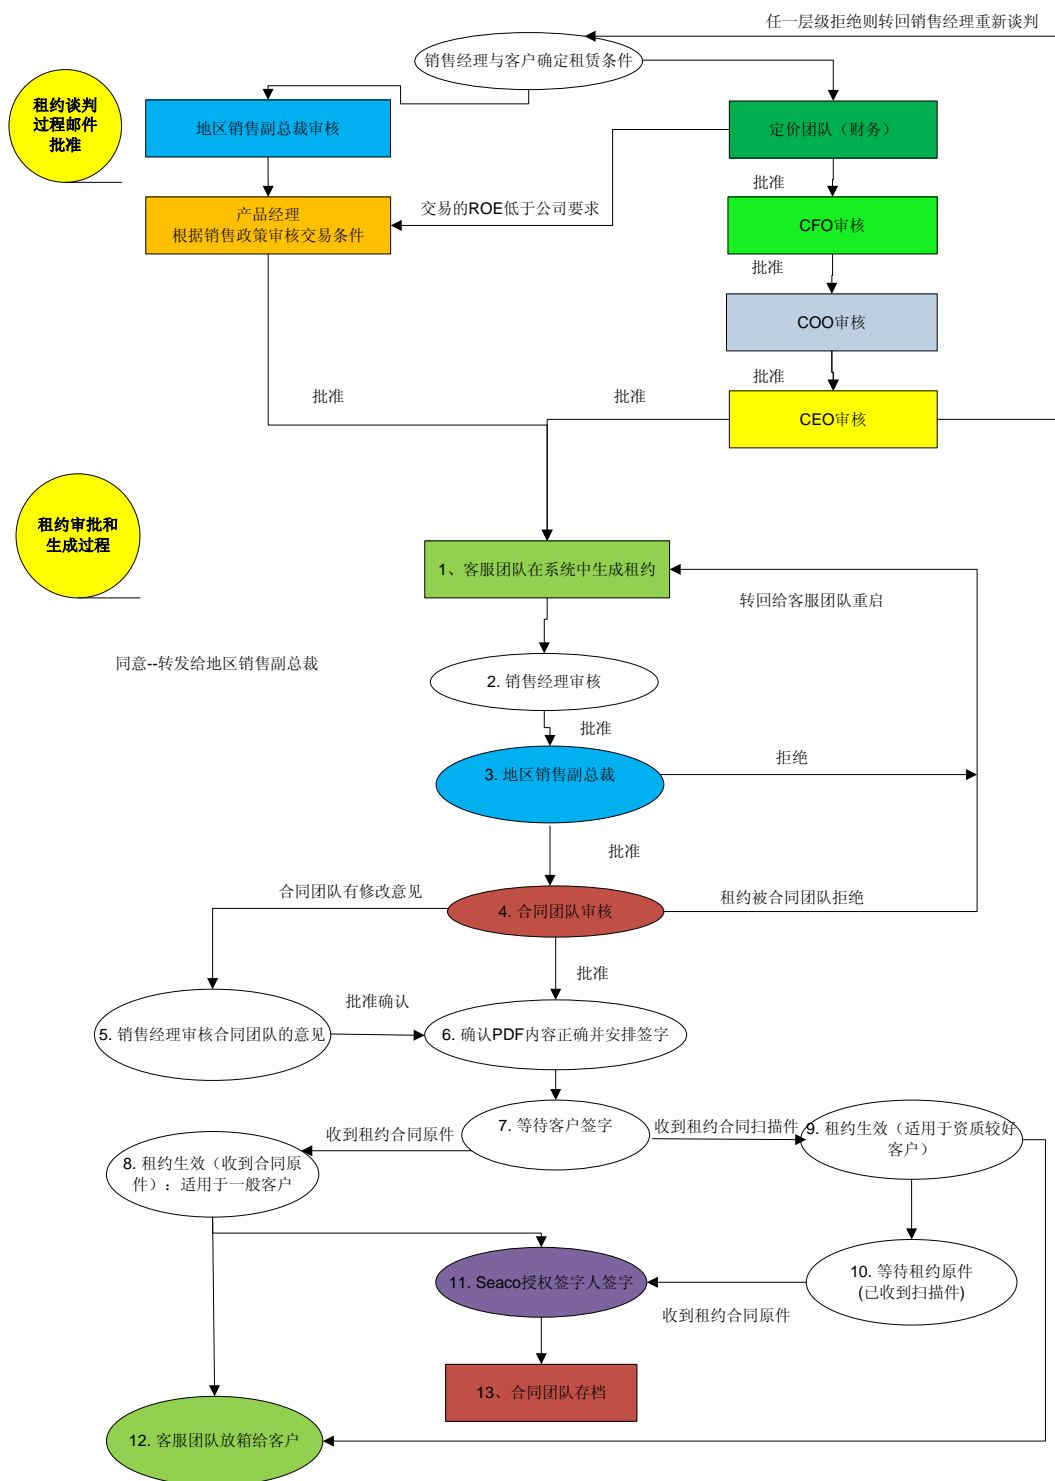 任一层级拒绝则转回销售经理重新谈判
销售经理与客户确定租赁条件
租约谈判
过程邮件
批准
地区销售副总裁审核
定价团队（财务）
批准
产品经理
根据销售政策审核交易条件
交易的ROE低于公司要求
CFO审核
批准
COO审核
批准
批准
批准
CEO审核
租约审批和
生成过程
1、客服团队在系统中生成租约
转回给客服团队重启
同意--转发给地区销售副总裁
2. 销售经理审核
批准
3. 地区销售副总裁
拒绝
批准
合同团队有修改意见
4. 合同团队审核
租约被合同团队拒绝
批准
批准确认
5. 销售经理审核合同团队的意见
6. 确认PDF内容正确并安排签字
7. 等待客户签字
收到租约合同原件
收到租约合同扫描件
8. 租约生效（收到合同原
件）：适用于一般客户
9. 租约生效（适用于资质较好
客户）
10. 等待租约原件
(已收到扫描件)
11. Seaco授权签字人签字
收到租约合同原件
13、合同团队存档
12. 客服团队放箱给客户